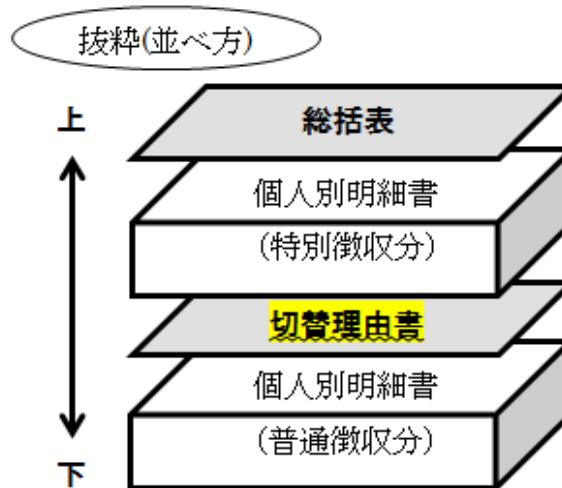 抜粋(並べ方)
上
総括表
個人別明細書
(特別徴収分)
切替理由書
個人別明細書
(普通徴収分)
下